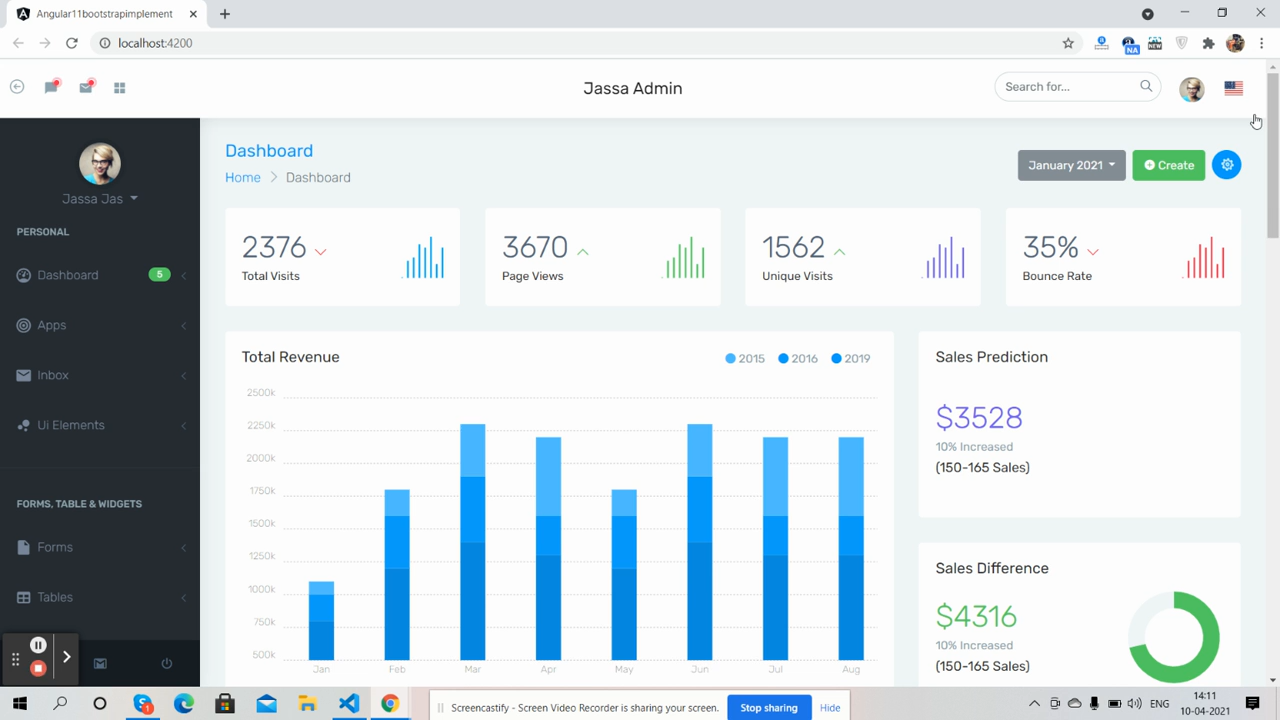 Angular11bootstrapimplement
localhost:4200
NA
NEW
Jassa Admin
Search for...
Jassa Jas
PERSONAL
Dashboard 5
Apps
Inbox
Ui Elements
FORMS, TABLE & WIDGETS
Forms
Tables
Dashboard
Home Dashboard
January 2021
Create
2376
Total Visits
3670
Page Views
1562
Unique Visits
35%
Bounce Rate
Total Revenue
2015 2016 2019
2500k
2250k
2000k
1750k
1500k
1250k
1000k
750k
500k
Jan Feb Mar Apr May Jun Jul Aug
Sales Prediction
$3528
10% Increased
(150-165 Sales)
Sales Difference
$4316
10% Increased
(150-165 Sales)
1
Screencastify - Screen Video Recorder is sharing your screen.
Stop sharing
Hide
ENG
14:11
10-04-2021